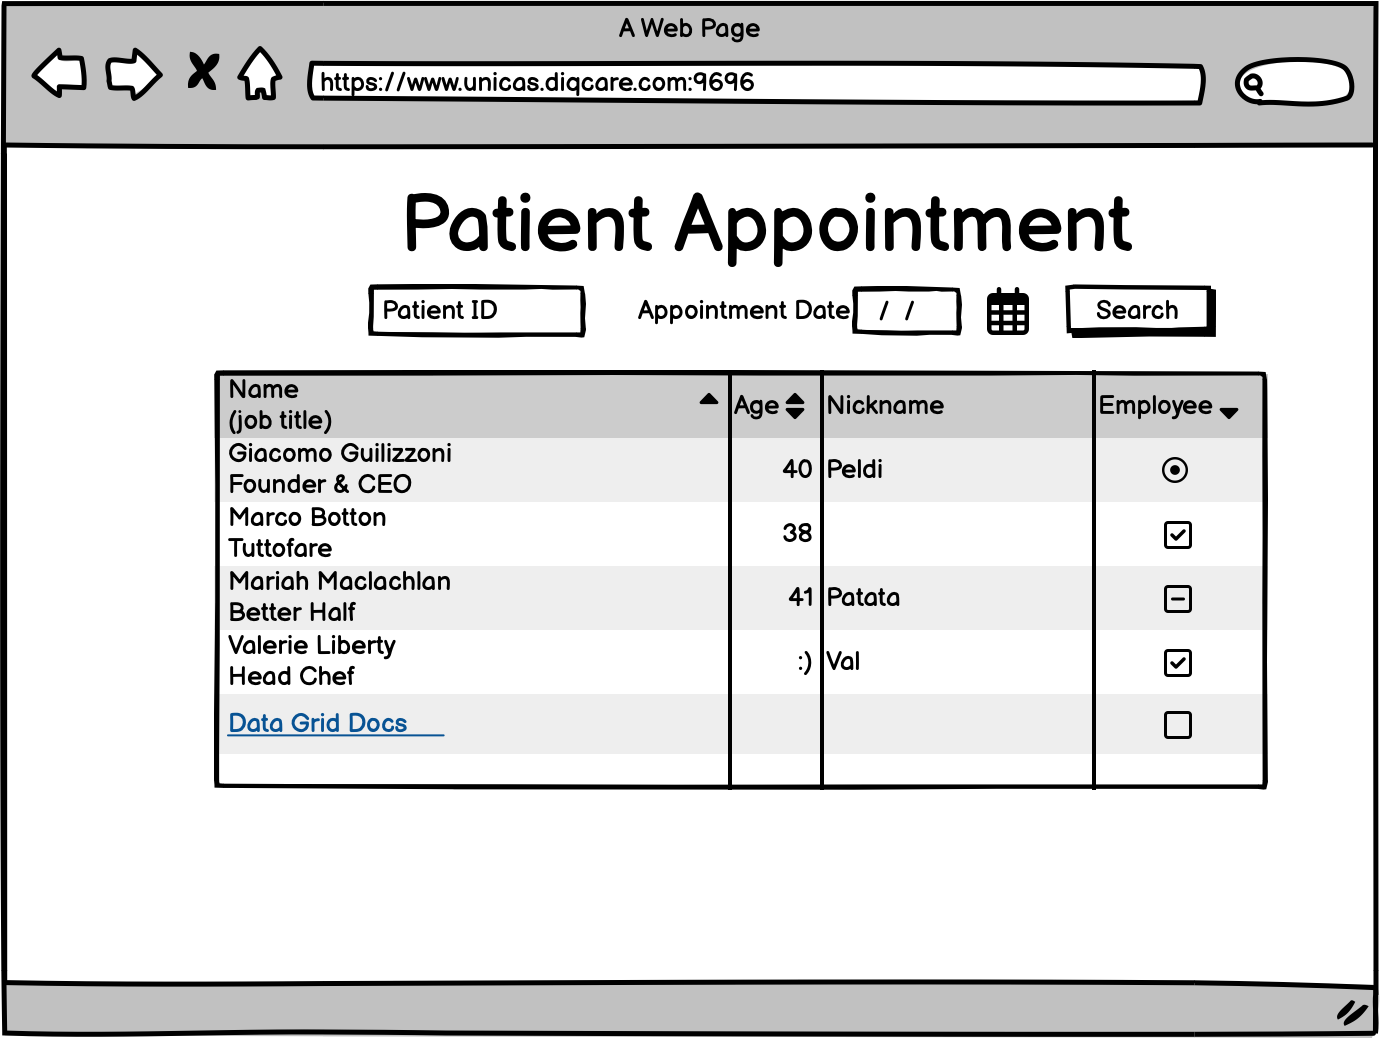 A Web Page
https://www.unicas.diqcare.com:9696
Patient Appointment
Patient ID
Appointment Date
/ /
Search
Name
(job title)
Age
Nickname
Employee
Giacomo Guilizzoni
Founder & CEO
40
Peldi
Marco Botton
Tuttofare
38
Mariah Maclachlan
Better Half
41
Patata
Valerie Liberty
Head Chef
:)
Val
Data Grid Docs